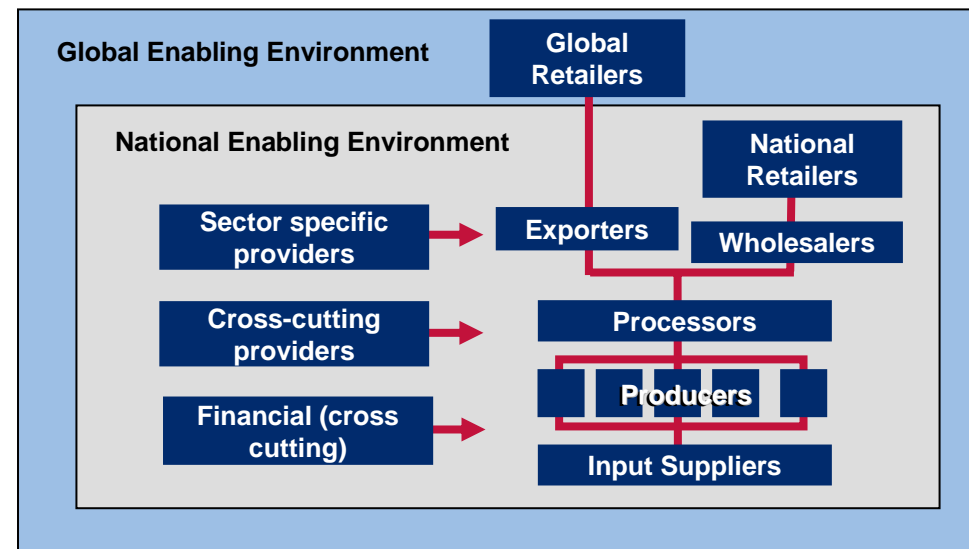 Global Enabling Environment
Global
Retailers
National Enabling Environment
National
Retailers
Sector specific
providers
Exporters
Wholesalers
Cross-cutting
providers
Processors
Producers
Financial (cross
cutting)
Input Suppliers